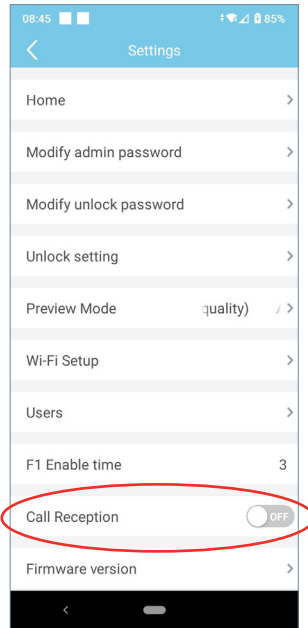 08:45 85%
Settings
Home
Modify admin password
Modify unlock password
Unlock setting
Preview Mode quality)
Wi-Fi Setup
Users
F1 Enable time 3
Call Reception OFF
Firmware version